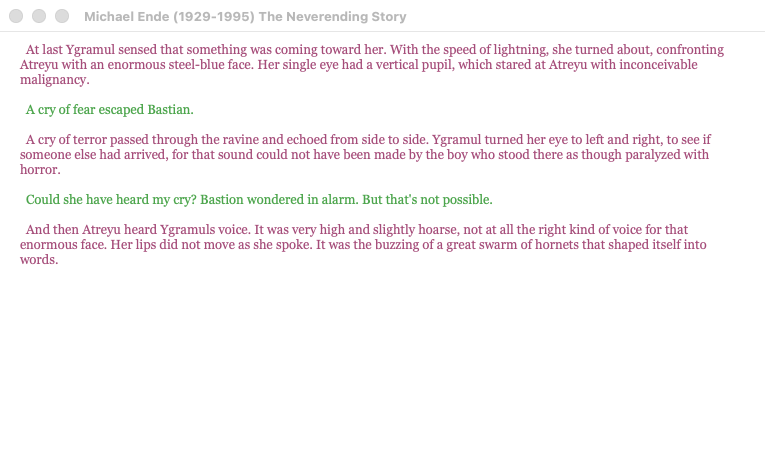 Michael Ende (1929-1995) The Neverending Story
At last Ygramul sensed that something was coming toward her. With the speed of lightning, she turned about, confronting
Atreyu with an enormous steel-blue face. Her single eye had a vertical pupil, which stared at Atreyu with inconceivable
malignancy.
A cry of fear escaped Bastian.
A cry of terror passed through the ravine and echoed from side to side. Ygramul turned her eye to left and right, to see if
someone else had arrived, for that sound could not have been made by the boy who stood there as though paralyzed with
horror.
Could she have heard my cry? Bastion wondered in alarm. But that's not possible.
And then Atreyu heard Ygramuls voice. It was very high and slightly hoarse, not at all the right kind of voice for that
enormous face. Her lips did not move as she spoke. It was the buzzing of a great swarm of hornets that shaped itself into
words.